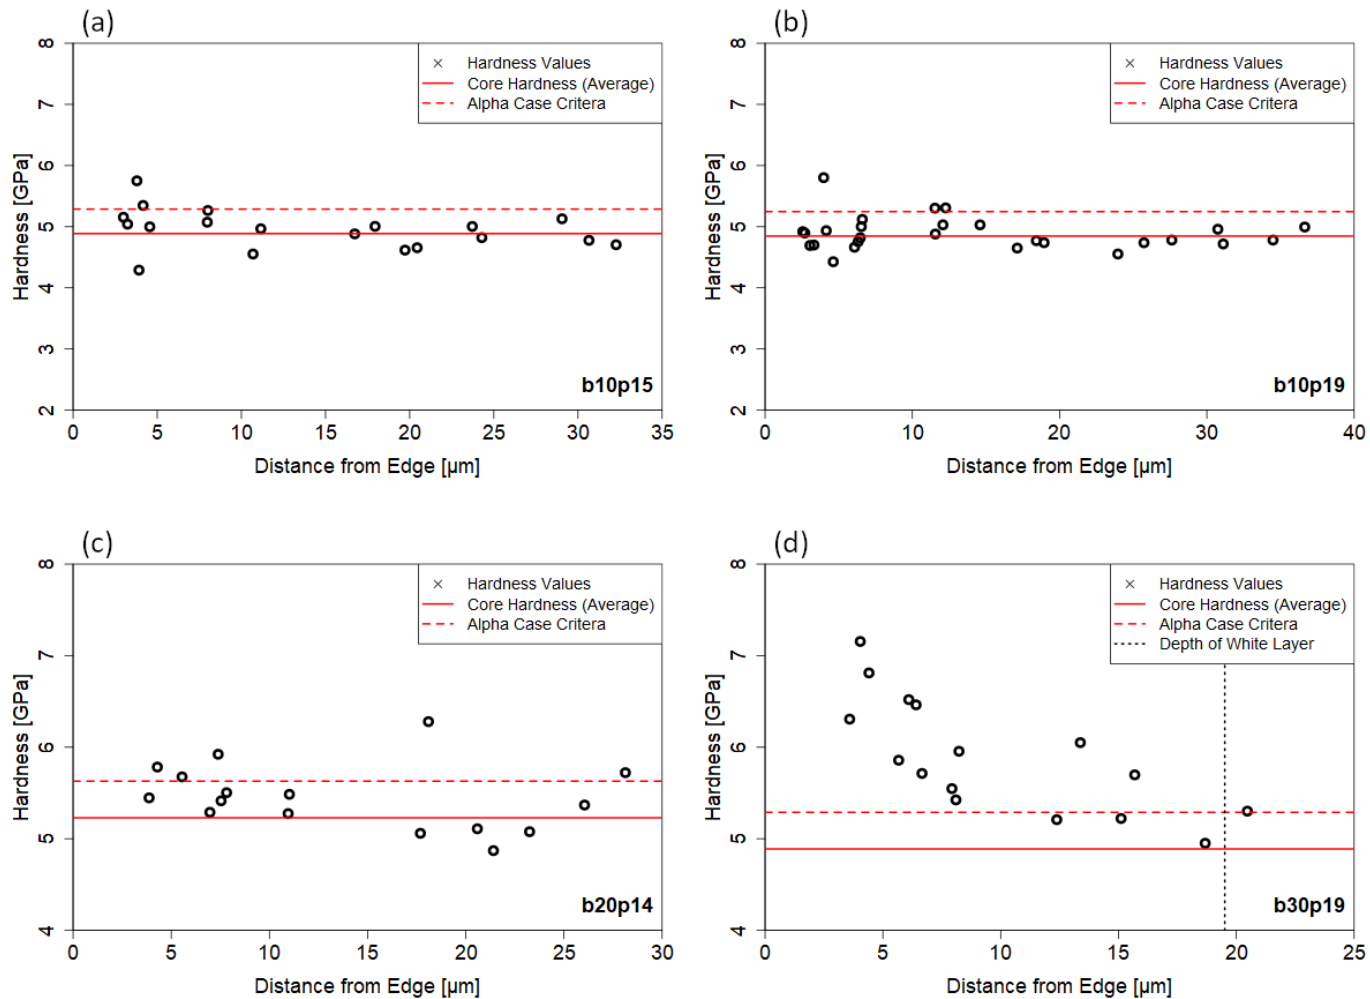 (a)
8
7
6
5
4
3
2
Hardness [GPa]
× Hardness Values
Core Hardness (Average)
Alpha Case Critera
b10p15
0 5 10 15 20 25 30 35
Distance from Edge [µm]
(b)
8
7
6
5
4
3
2
Hardness [GPa]
× Hardness Values
Core Hardness (Average)
Alpha Case Critera
b10p19
0 10 20 30 40
Distance from Edge [µm]
(c)
8
7
6
5
4
Hardness [GPa]
× Hardness Values
Core Hardness (Average)
Alpha Case Critera
b20p14
0 5 10 15 20 25 30
Distance from Edge [µm]
(d)
8
7
6
5
4
Hardness [GPa]
× Hardness Values
Core Hardness (Average)
Alpha Case Critera
Depth of White Layer
b30p19
0 5 10 15 20 25
Distance from Edge [µm]